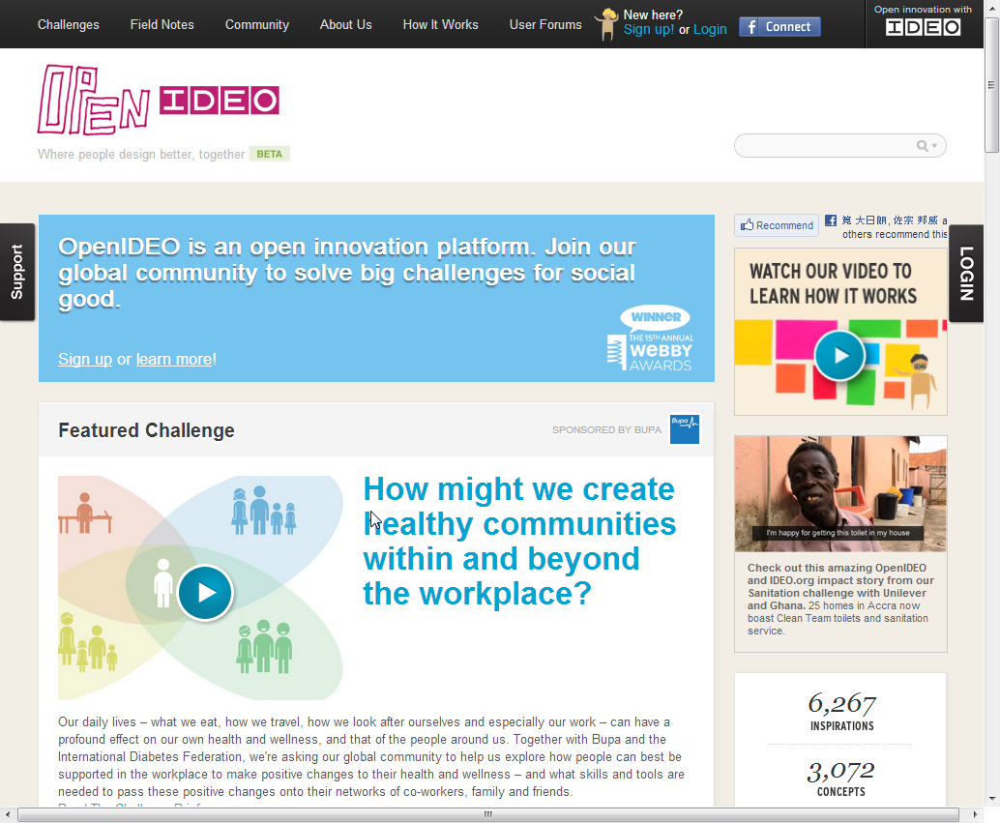 Challenges Field Notes Community About Us How It Works User Forums
New here?
Sign up! or Login
f Connect
Open innovation with
IDEO
OPEN IDEO
Where people design better, together BETA
Support
OpenIDEO is an open innovation platform. Join our
global community to solve big challenges for social
good.
Sign up or learn more!
WINNER
THE 15TH ANNUAL
WEBBY
AWARDS
Recommend
筧 大日朗, 佐宗 邦威 a
others recommend this
LOGIN
WATCH OUR VIDEO TO
LEARN HOW IT WORKS
Featured Challenge
SPONSORED BY BUPA
Bupa
How might we create
healthy communities
within and beyond
the workplace?
I'm happy for getting this toilet in my house
Check out this amazing OpenIDEO
and IDEO.org impact story from our
Sanitation challenge with Unilever
and Ghana. 25 homes in Accra now
boast Clean Team toilets and sanitation
service.
Our daily lives – what we eat, how we travel, how we look after ourselves and especially our work – can have a
profound effect on our own health and wellness, and that of the people around us. Together with Bupa and the
International Diabetes Federation, we're asking our global community to help us explore how people can best be
supported in the workplace to make positive changes to their health and wellness – and what skills and tools are
needed to pass these positive changes onto their networks of co-workers, family and friends.
6,267
INSPIRATIONS
3,072
CONCEPTS